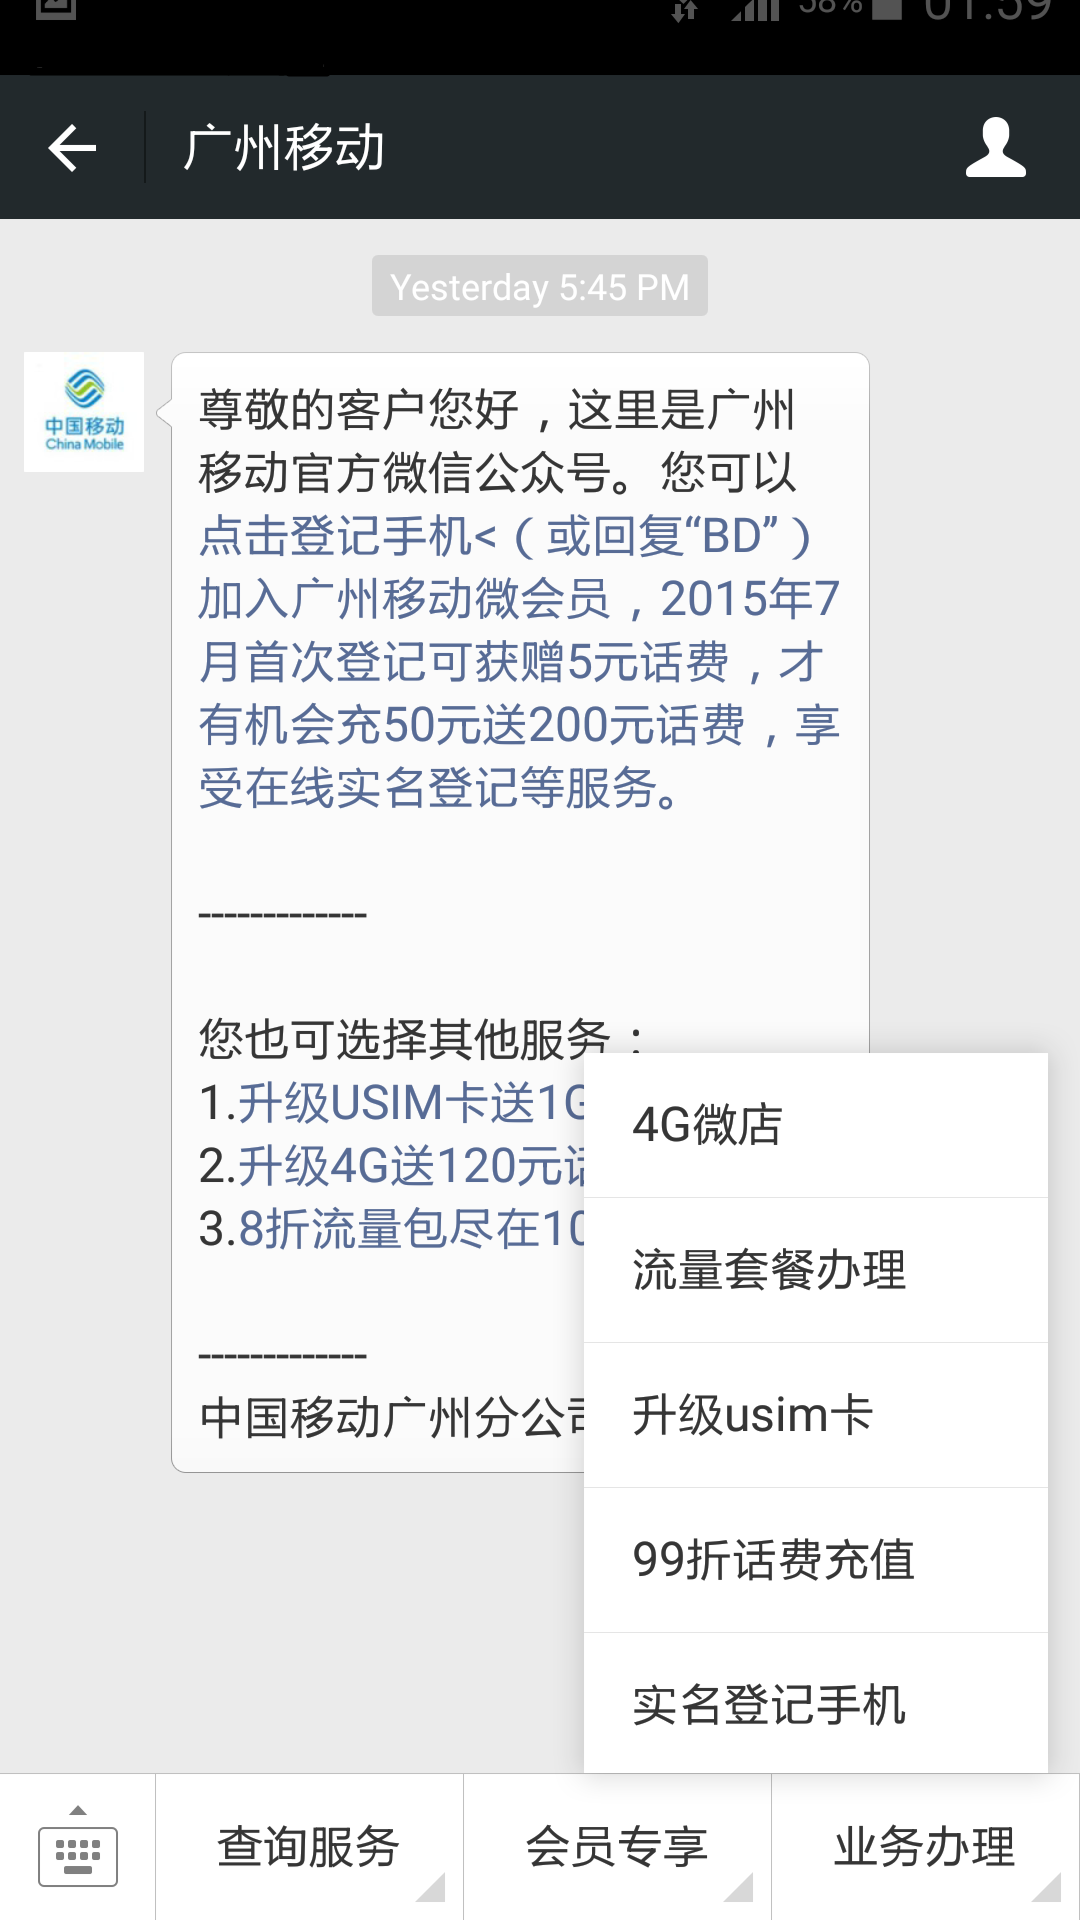 58% 01:59
广州移动
Yesterday 5:45 PM
中国移动
China Mobile
尊敬的客户您好，这里是广州
移动官方微信公众号。您可以
点击登记手机<（或回复“BD”）
加入广州移动微会员，2015年7
月首次登记可获赠5元话费，才
有机会充50元送200元话费，享
受在线实名登记等服务。
-------------
您也可选择其他服务：
1.升级USIM卡送1G
2.升级4G送120元话
3.8折流量包尽在10
-------------
中国移动广州分公司
4G微店
流量套餐办理
升级usim卡
99折话费充值
实名登记手机
查询服务
会员专享
业务办理